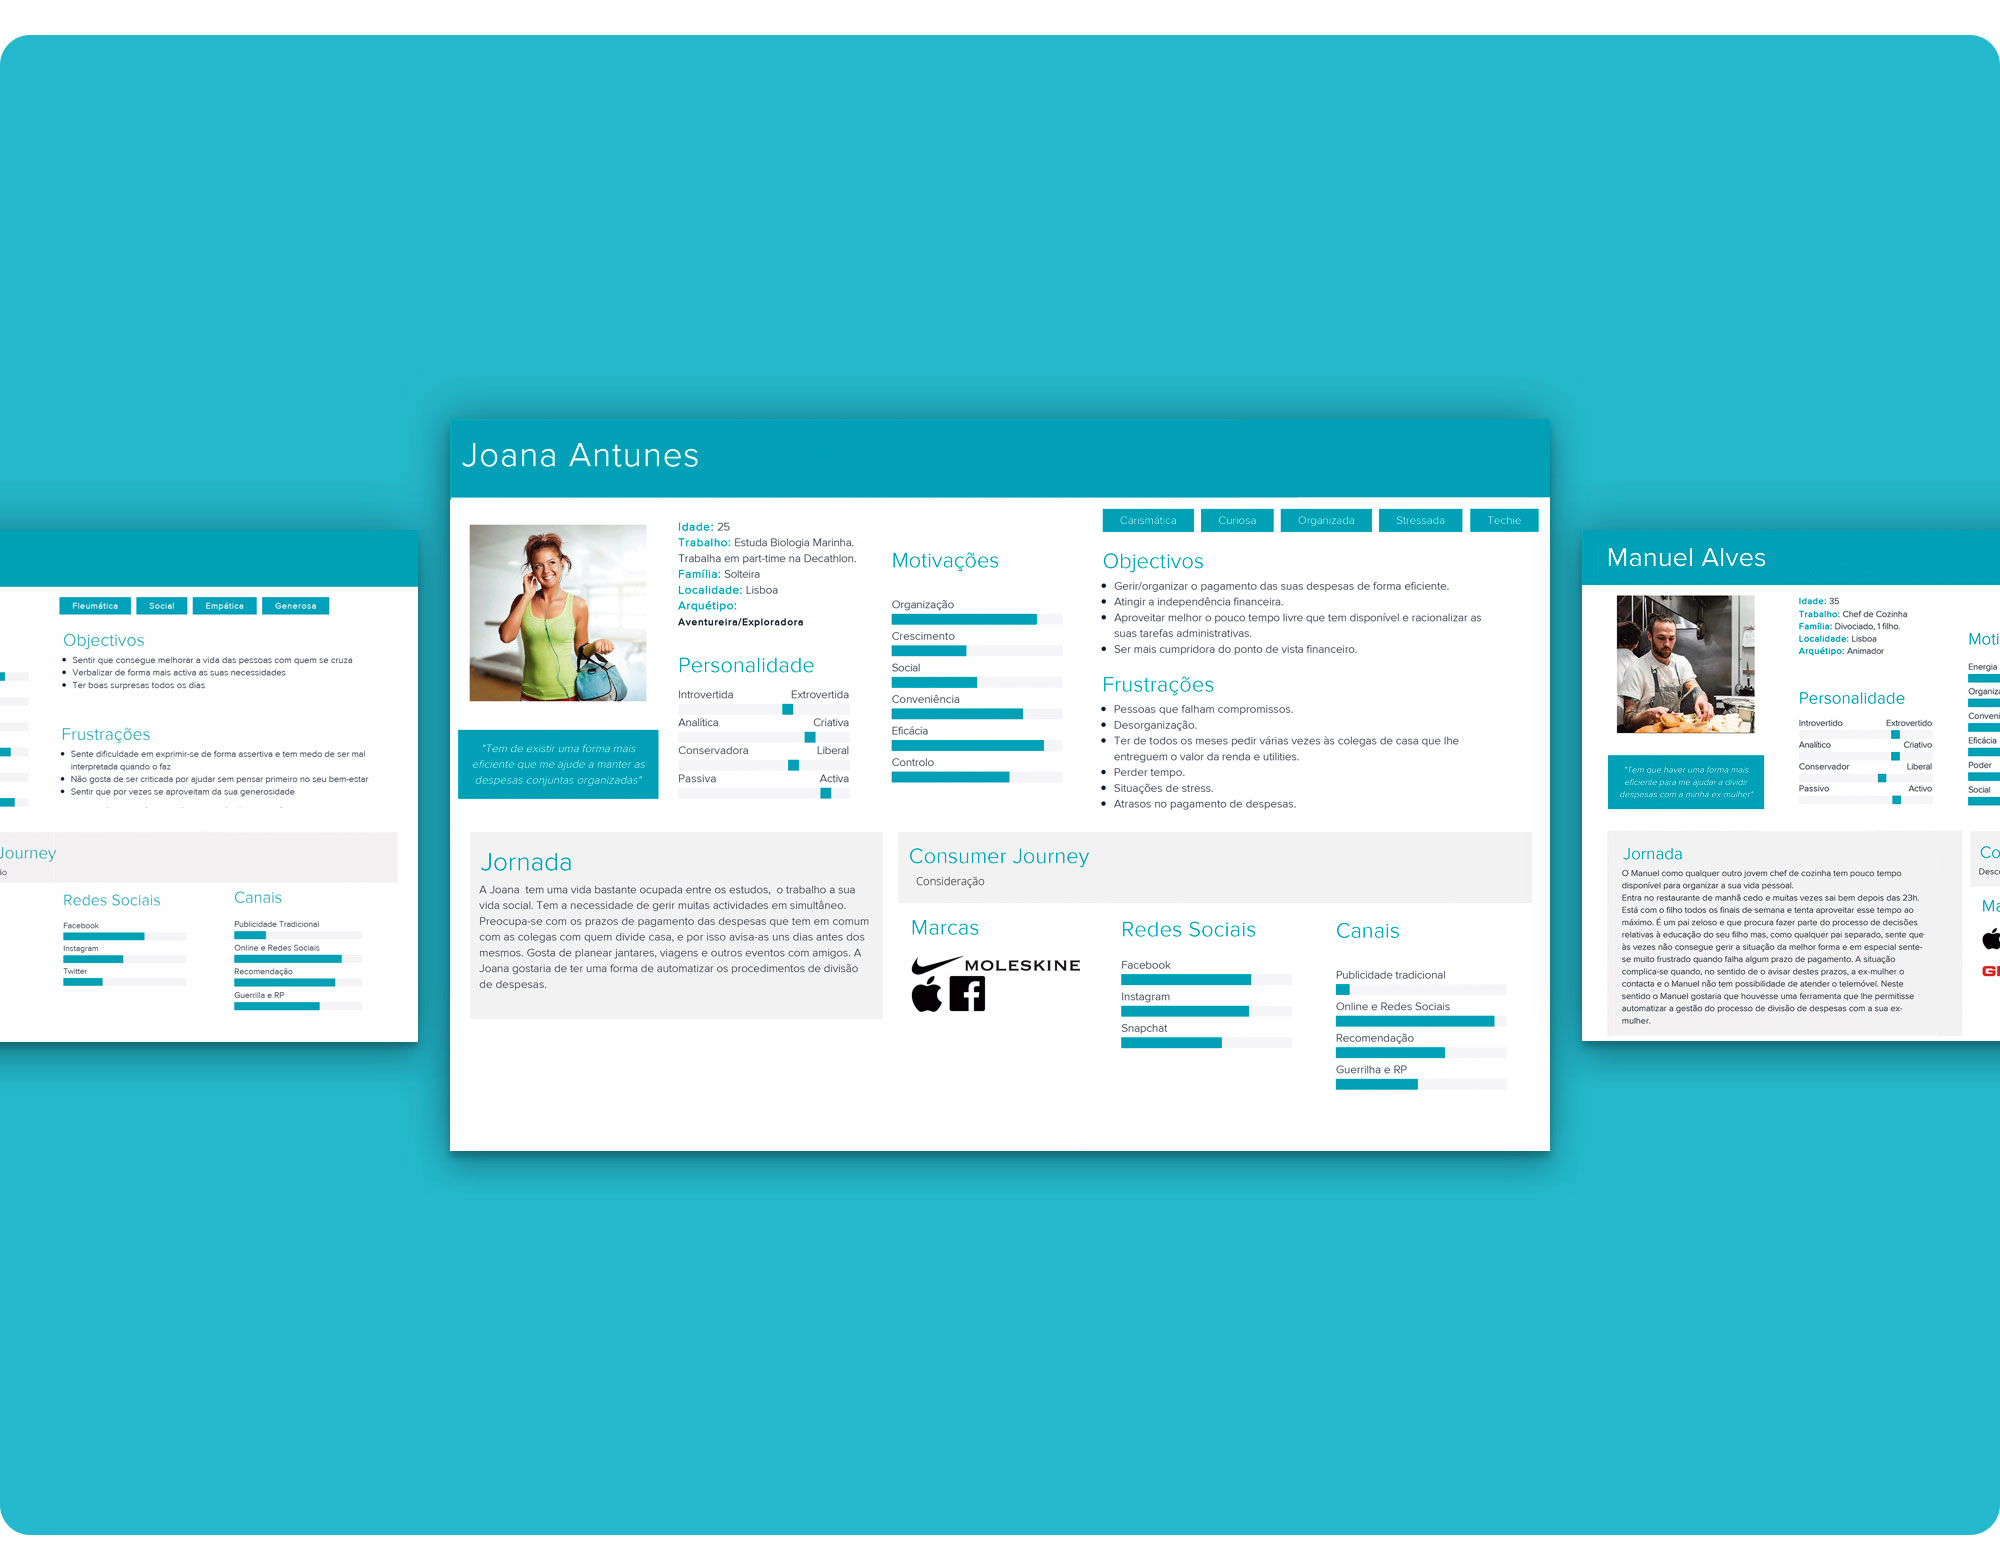 Fleumática
Social
Empática
Generosa
Objectivos
Sentir que consegue melhorar a vida das pessoas com quem se cruza
Verbalizar de forma mais activa as suas necessidades
Ter boas surpresas todos os dias
Frustrações
Sente dificuldade em exprimir-se de forma assertiva e tem medo de ser mal
interpretada quando o faz
Não gosta de ser criticada por ajudar sem pensar primeiro no seu bem-estar
Sentir que por vezes se aproveitam da sua generosidade
Journey
ão
Redes Sociais
Facebook
Instagram
Twitter
Canais
Publicidade Tradicional
Online e Redes Sociais
Recomendação
Guerrilla e RP
Joana Antunes
Idade: 25
Trabalho: Estuda Biologia Marinha.
Trabalha em part-time na Decathlon.
Família: Solteira
Localidade: Lisboa
Arquétipo:
Aventureira/Exploradora
"Tem de existir uma forma mais
eficiente que me ajude a manter as
despesas conjuntas organizadas"
Personalidade
Introvertida Extrovertida
Analítica Criativa
Conservadora Liberal
Passiva Activa
Motivações
Organização
Crescimento
Social
Conveniência
Eficácia
Controlo
Carismática
Curiosa
Organizada
Stressada
Techie
Objectivos
Gerir/organizar o pagamento das suas despesas de forma eficiente.
Atingir a independência financeira.
Aproveitar melhor o pouco tempo livre que tem disponível e racionalizar as
suas tarefas administrativas.
Ser mais cumpridora do ponto de vista financeiro.
Frustrações
Pessoas que falham compromissos.
Desorganização.
Ter de todos os meses pedir várias vezes às colegas de casa que lhe
entreguem o valor da renda e utilities.
Perder tempo.
Situações de stress.
Atrasos no pagamento de despesas.
Jornada
A Joana tem uma vida bastante ocupada entre os estudos, o trabalho a sua
vida social. Tem a necessidade de gerir muitas actividades em simultâneo.
Preocupa-se com os prazos de pagamento das despesas que tem em comum
com as colegas com quem divide casa, e por isso avisa-as uns dias antes dos
mesmos. Gosta de planear jantares, viagens e outros eventos com amigos. A
Joana gostaria de ter uma forma de automatizar os procedimentos de divisão
de despesas.
Consumer Journey
Consideração
Marcas
MOLESKINE
Redes Sociais
Facebook
Instagram
Snapchat
Canais
Publicidade tradicional
Online e Redes Sociais
Recomendação
Guerrilha e RP
Manuel Alves
Idade: 35
Trabalho: Chef de Cozinha
Família: Divociado, 1 filho.
Localidade: Lisboa
Arquétipo: Animador
"Tem que haver uma forma mais
eficiente para me ajudar a dividir
despesas com a minha ex-mulher"
Personalidade
Introvertido Extrovertido
Analítico Criativo
Conservador Liberal
Passivo Activo
Moti
Energia
Organiza
Conveni
Eficácia
Poder
Social
Jornada
O Manuel como qualquer outro jovem chef de cozinha tem pouco tempo
disponível para organizar a sua vida pessoal.
Entra no restaurante de manhã cedo e muitas vezes sai bem depois das 23h.
Está com o filho todos os finais de semana e tenta aproveitar esse tempo ao
máximo. É um pai zeloso e que procura fazer parte do processo de decisões
relativas à educação do seu filho mas, como qualquer pai separado, sente que
às vezes não consegue gerir a situação da melhor forma e em especial sente-
se muito frustrado quando falha algum prazo de pagamento. A situação
complica-se quando, no sentido de o avisar destes prazos, a ex-mulher o
contacta e o Manuel não tem possibilidade de atender o telemóvel. Neste
sentido o Manuel gostaria que houvesse uma ferramenta que lhe permitisse
automatizar a gestão do processo de divisão de despesas com a sua ex-
mulher.
Co
Desc
Ma